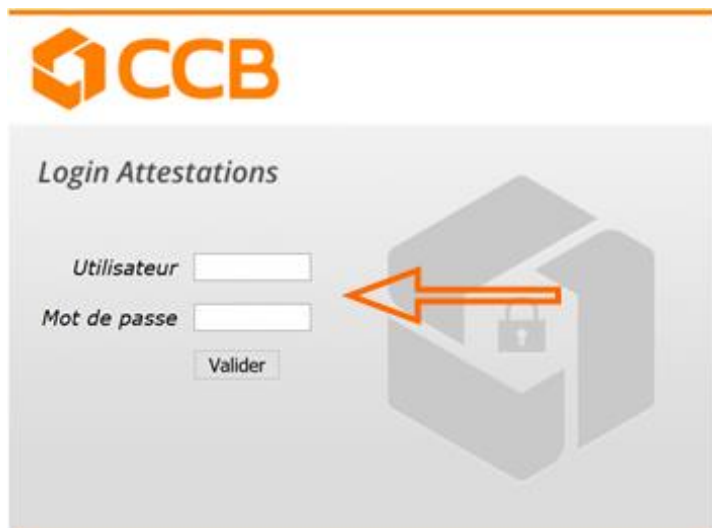 CCB
Login Attestations
Utilisateur
Mot de passe
Valider